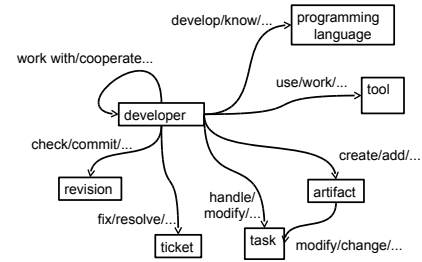 develop/know/...
programming
language
work with/cooperate...
use/work/...
tool
developer
check/commit/...
create/add/...
revision
handle/
modify/...
artifact
fix/resolve/...
ticket
task
modify/change/...